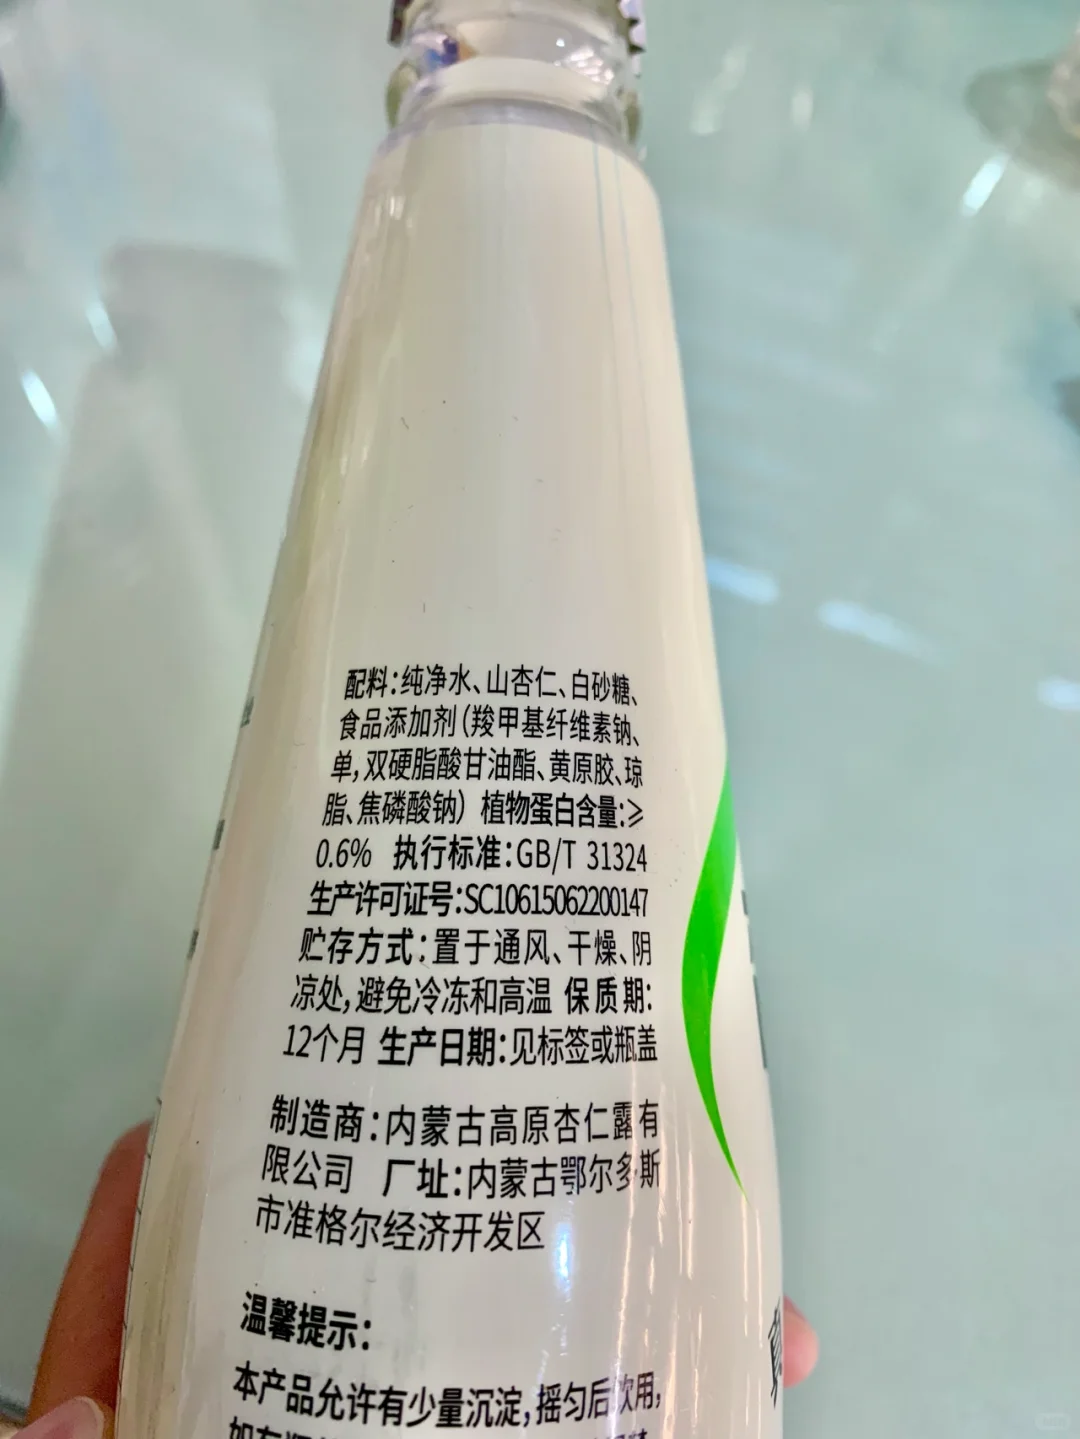 配料:纯净水、山杏仁、白砂糖、
食品添加剂(羧甲基纤维素钠、
单,双硬脂酸甘油酯、黄原胶、琼
脂、焦磷酸钠) 植物蛋白含量:≥
0.6% 执行标准:GB/T 31324
生产许可证号:SC10615062200147
贮存方式:置于通风、干燥、阴
凉处,避免冷冻和高温 保质期:
12个月 生产日期:见标签或瓶盖
制造商:内蒙古高原杏仁露有
限公司 厂址:内蒙古鄂尔多斯
市准格尔经济开发区
温馨提示:
本产品允许有少量沉淀,摇匀后饮用,
真